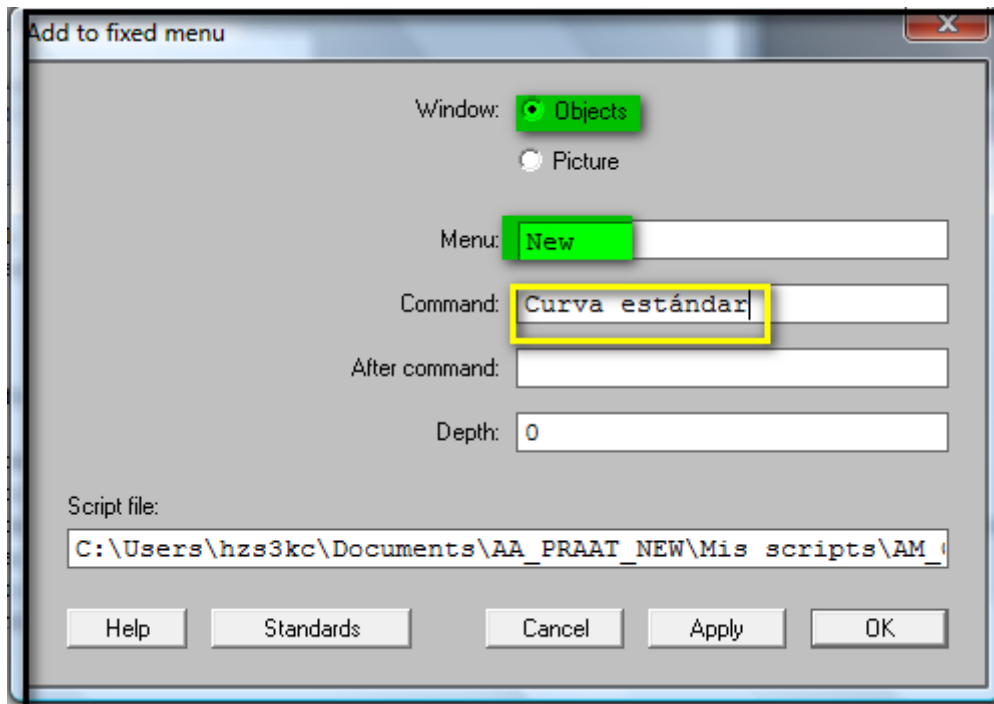 Add to fixed menu
Window: Objects
Picture
Menu: New
Command: Curva estándar
After command:
Depth: 0
Script file:
C:\Users\hzs3kc\Documents\AA_PRAAT_NEW\Mis scripts\AM_
Help Standards Cancel Apply OK